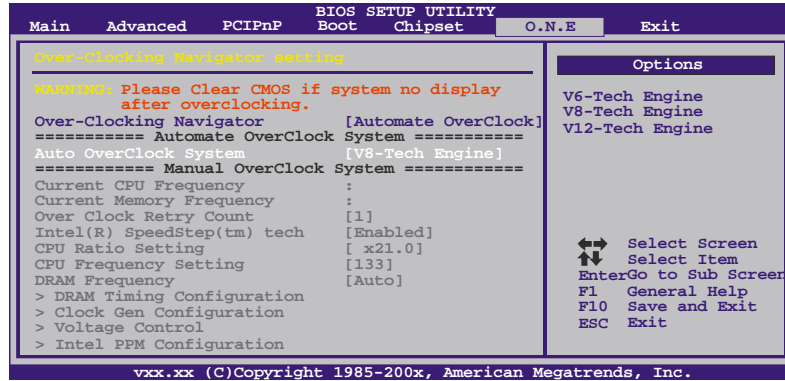 BIOS SETUP UTILITY
Main Advanced PCIPnP Boot Chipset O.N.E Exit
Over-Clocking Navigator setting
WARNING: Please Clear CMOS if system no display
after overclocking.
Over-Clocking Navigator [Automate OverClock]
=========== Automate OverClock System ===========
Auto OverClock System [V8-Tech Engine]
============ Manual OverClock System ============
Current CPU Frequency :
Current Memory Frequency :
Over Clock Retry Count [1]
Intel(R) SpeedStep(tm) tech [Enabled]
CPU Ratio Setting [ x21.0]
CPU Frequency Setting [133]
DRAM Frequency [Auto]
> DRAM Timing Configuration
> Clock Gen Configuration
> Voltage Control
> Intel PPM Configuration
Options
V6-Tech Engine
V8-Tech Engine
V12-Tech Engine
Select Screen
Select Item
EnterGo to Sub Screen
F1 General Help
F10 Save and Exit
ESC Exit
vxx.xx (C)Copyright 1985-200x, American Megatrends, Inc.